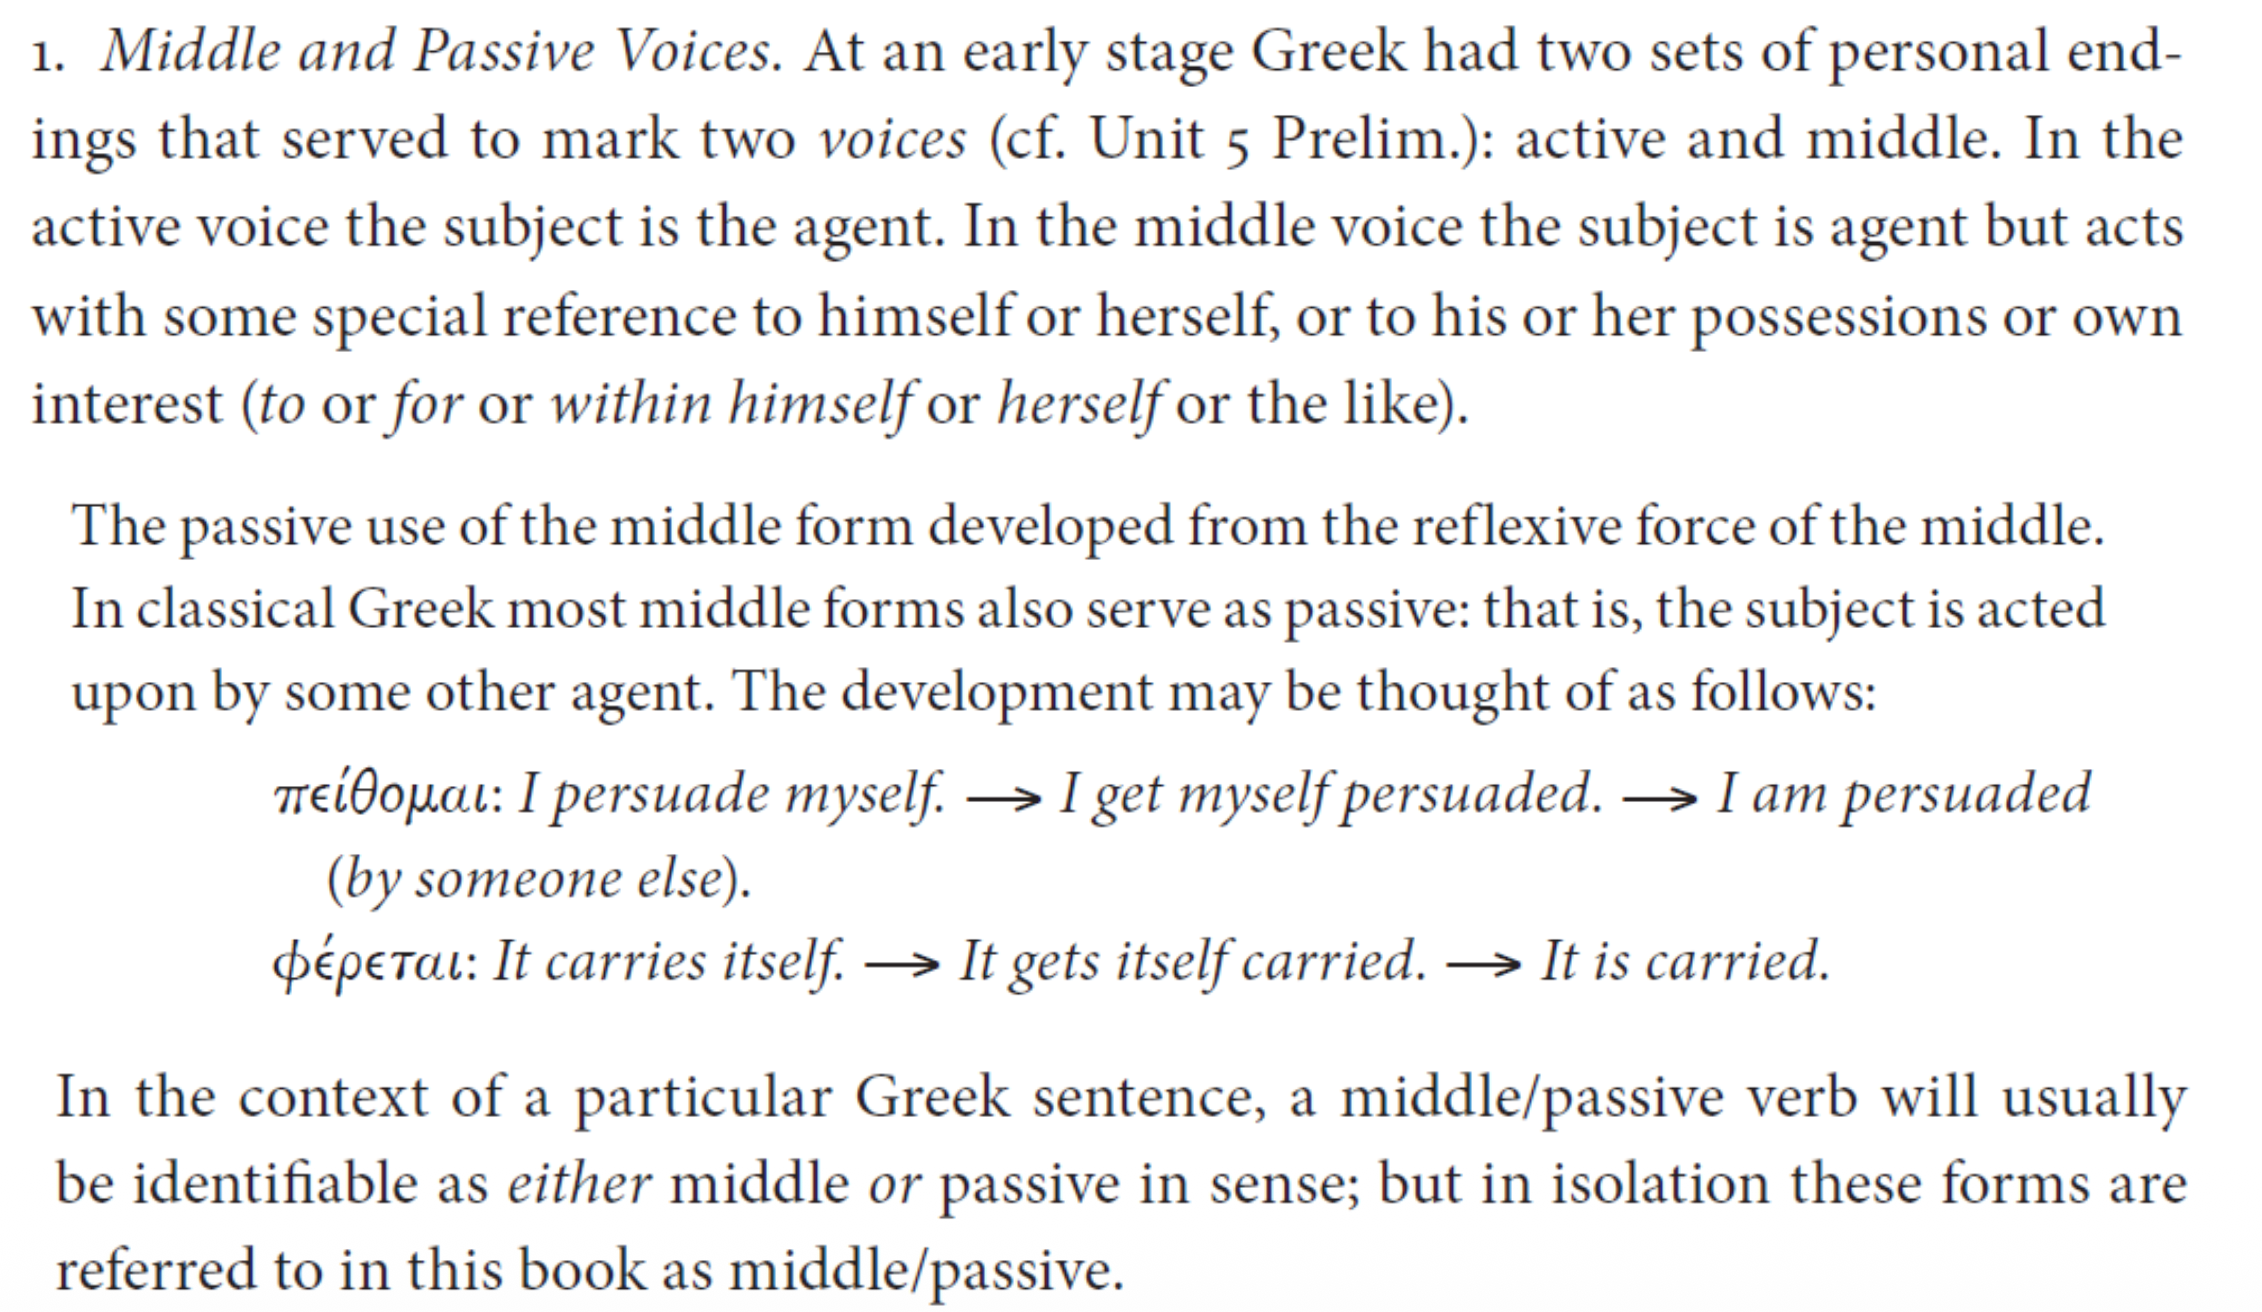 1. Middle and Passive Voices. At an early stage Greek had two sets of personal end-
ings that served to mark two voices (cf. Unit 5 Prelim.): active and middle. In the
active voice the subject is the agent. In the middle voice the subject is agent but acts
with some special reference to himself or herself, or to his or her possessions or own
interest (to or for or within himself or herself or the like).
The passive use of the middle form developed from the reflexive force of the middle.
In classical Greek most middle forms also serve as passive: that is, the subject is acted
upon by some other agent. The development may be thought of as follows:
πείθομαι: I persuade myself. → I get myself persuaded. → I am persuaded
(by someone else).
φέρεται: It carries itself. → It gets itself carried. → It is carried.
In the context of a particular Greek sentence, a middle/passive verb will usually
be identifiable as either middle or passive in sense; but in isolation these forms are
referred to in this book as middle/passive.